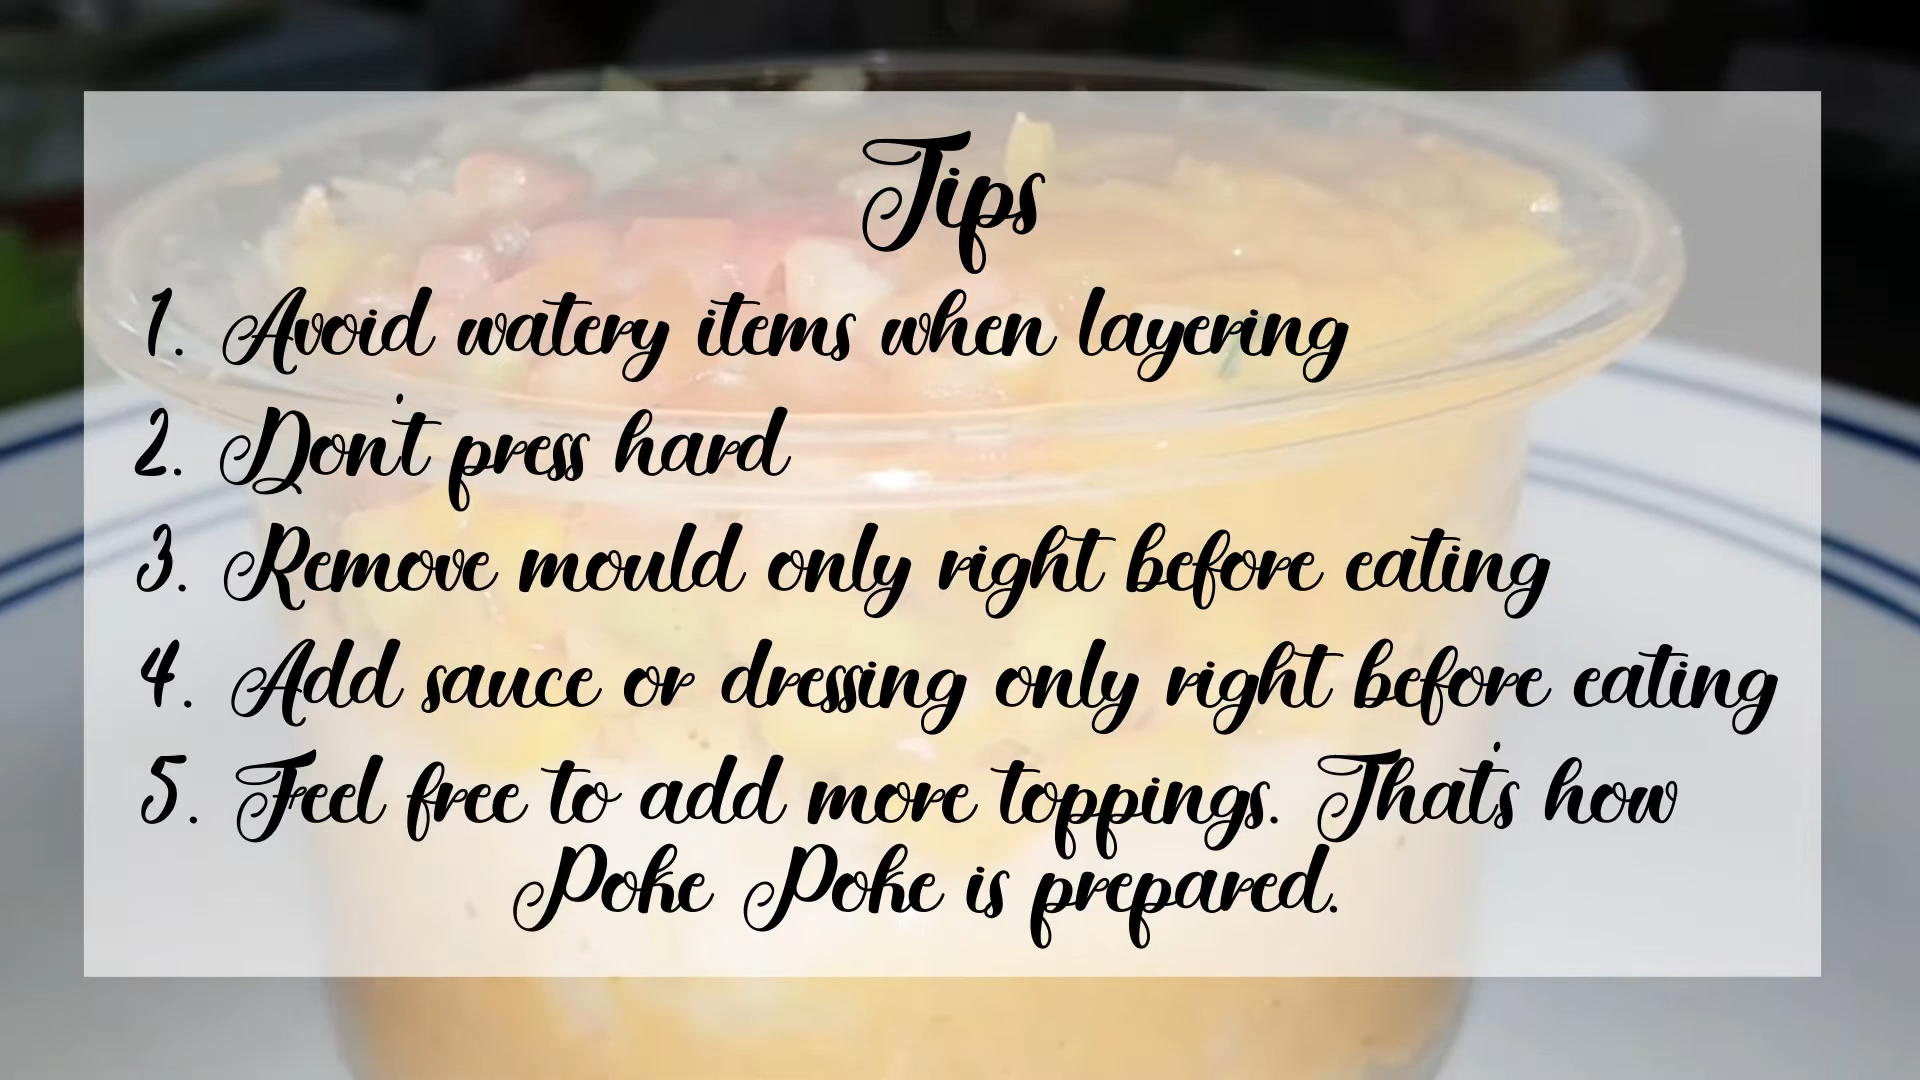 Tips
1. Avoid watery items when layering
2. Don't press hard
3. Remove mould only right before eating
4. Add sauce or dressing only right before eating
5. Feel free to add more toppings. That's how
Poke Poke is prepared.